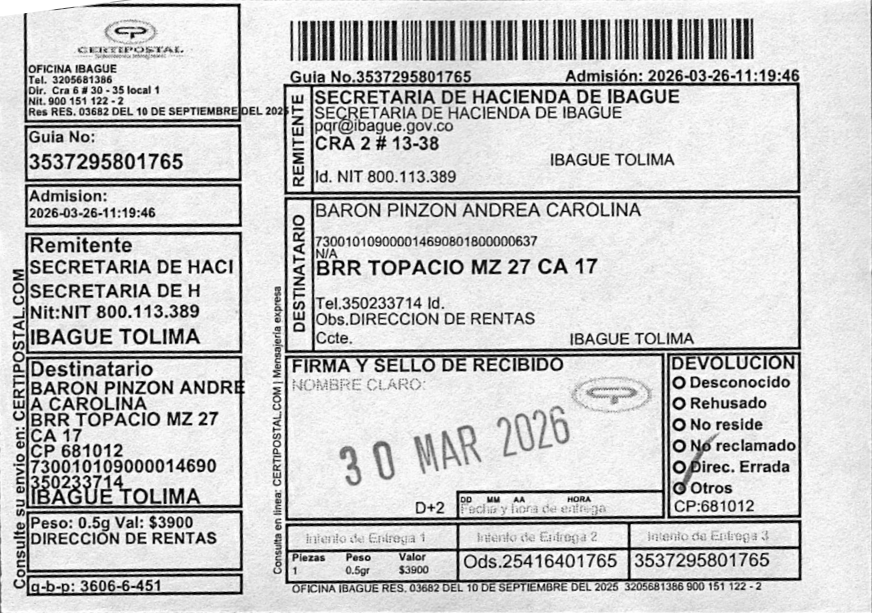 CERTIPOSTAL
OFICINA IBAGUE
Tel. 3205681386
Dir. Cra 6 # 30 - 35 local 1
Nit. 900 151 122 - 2
Res RES. 03682 DEL 10 DE SEPTIEMBRE DEL 2025
Guia No:
3537295801765
Admision:
2026-03-26-11:19:46
Remitente
SECRETARIA DE HACI
SECRETARIA DE H
Nit:NIT 800.113.389
IBAGUE TOLIMA
Destinatario
BARON PINZON ANDRE
A CAROLINA
BRR TOPACIO MZ 27
CA 17
CP 681012
7300101090000014690
350233714
IBAGUE TOLIMA
Peso: 0.5g Val: $3900
DIRECCIÓN DE RENTAS
q-b-p: 3606-6-451
Consulte su envio en: CERTIPOSTAL.COM
Guia No.3537295801765 Admisión: 2026-03-26-11:19:46
REMITENTE
SECRETARIA DE HACIENDA DE IBAGUE
SECRETARIA DE HACIENDA DE IBAGUE
pqr@ibague.gov.co
CRA 2 # 13-38
IBAGUE TOLIMA
Id. NIT 800.113.389
DESTINATARIO
BARON PINZON ANDREA CAROLINA
730010109000014690801800000637
N/A
BRR TOPACIO MZ 27 CA 17
Tel.350233714 Id.
Obs.DIRECCION DE RENTAS
Ccte. IBAGUE TOLIMA
Consulta en linea: CERTIPOSTAL.COM | Mensajería expresa
FIRMA Y SELLO DE RECIBIDO
NOMBRE CLARO:
30 MAR 2026
D+2
DD MM AA HORA
Fecha y hora de entrega
DEVOLUCIÓN
Desconocido
Rehusado
No reside
No reclamado
Direc. Errada
Otros
CP:681012
Intento de Entrega 1 Intento de Entrega 2 Intento de Entrega 3
Piezas Peso Valor
1 0.5gr $3900
Ods.25416401765 3537295801765
OFICINA IBAGUE RES. 03682 DEL 10 DE SEPTIEMBRE DEL 2025 3205681386 900 151 122 - 2